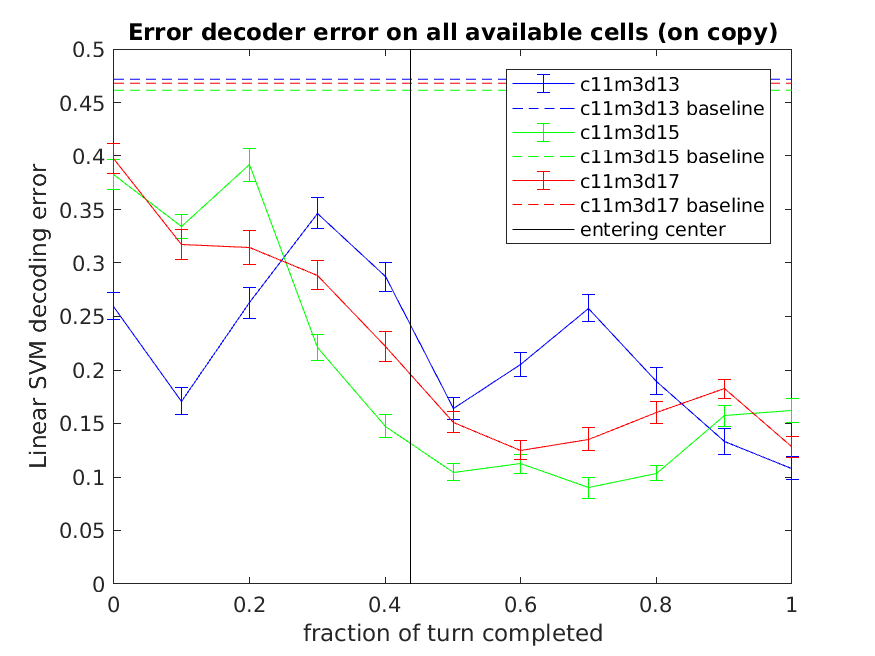 Error decoder error on all available cells (on copy)
0.5
0.45
0.4
0.35
0.3
0.25
0.2
0.15
0.1
0.05
0
Linear SVM decoding error
c11m3d13
c11m3d13 baseline
c11m3d15
c11m3d15 baseline
c11m3d17
c11m3d17 baseline
entering center
0 0.2 0.4 0.6 0.8 1
fraction of turn completed